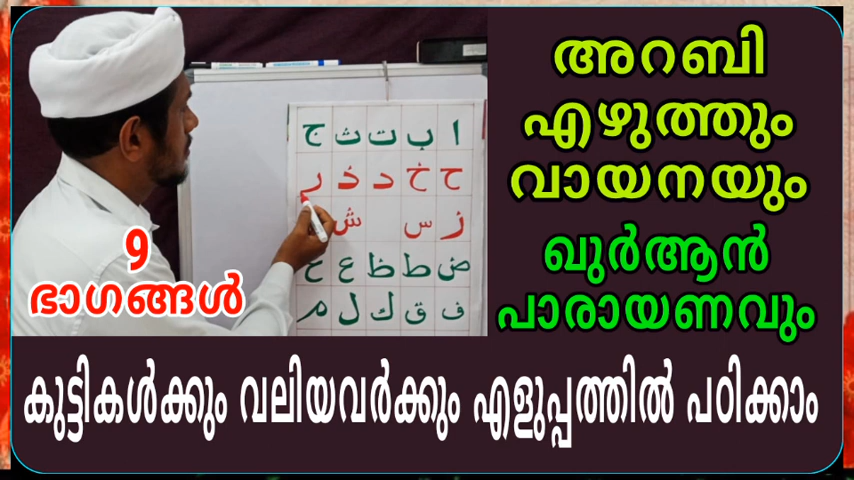 അറബി
എഴുത്തും
വായനയും
ഖുർആൻ
പാരായണവും
9
ഭാഗങ്ങൾ
കുട്ടികൾക്കും വലിയവർക്കും എളുപ്പത്തിൽ പഠിക്കാം
ا ب ت ث ج
ح خ د ذ ر
ز س ش
ض ط ظ ع
ف ق ك ل م